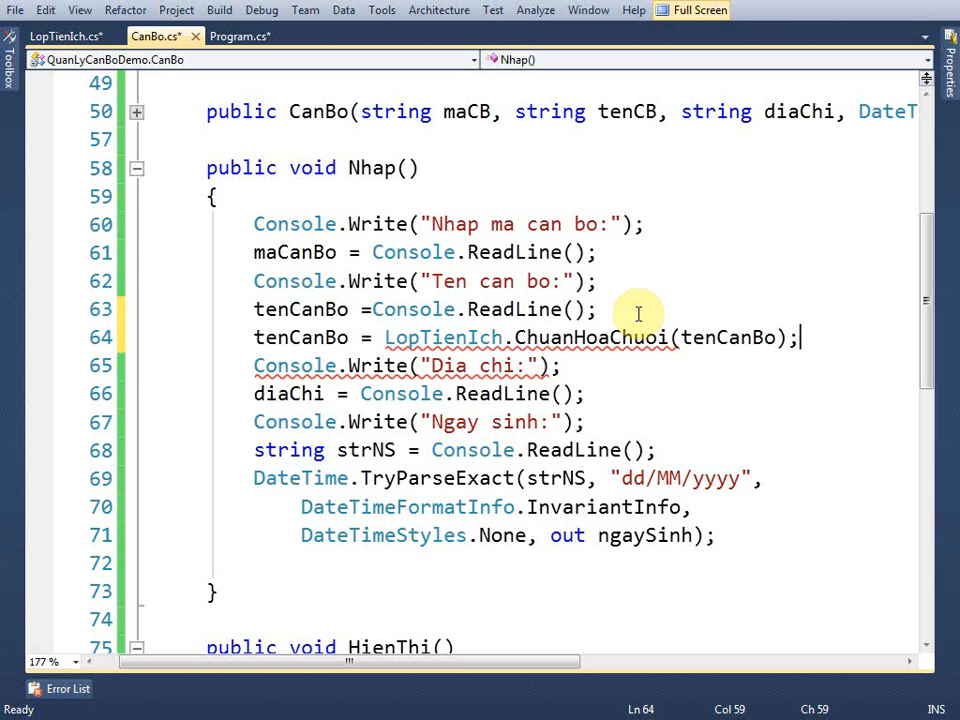 File Edit View Refactor Project Build Debug Team Data Tools Architecture Test Analyze Window Help Full Screen
LopTienIch.cs* CanBo.cs* Program.cs*
QuanLyCanBoDemo.CanBo Nhap()
Toolbox
Properties
49
50 public CanBo(string maCB, string tenCB, string diaChi, DateT
57
58 public void Nhap()
59 {
60 Console.Write("Nhap ma can bo:");
61 maCanBo = Console.ReadLine();
62 Console.Write("Ten can bo:");
63 tenCanBo =Console.ReadLine();
64 tenCanBo = LopTienIch.ChuanHoaChuoi(tenCanBo);
65 Console.Write("Dia chi:");
66 diaChi = Console.ReadLine();
67 Console.Write("Ngay sinh:");
68 string strNS = Console.ReadLine();
69 DateTime.TryParseExact(strNS, "dd/MM/yyyy",
70 DateTimeFormatInfo.InvariantInfo,
71 DateTimeStyles.None, out ngaySinh);
72
73 }
74
75 public void HienThi()
177 %
Error List
Ready Ln 64 Col 59 Ch 59 INS